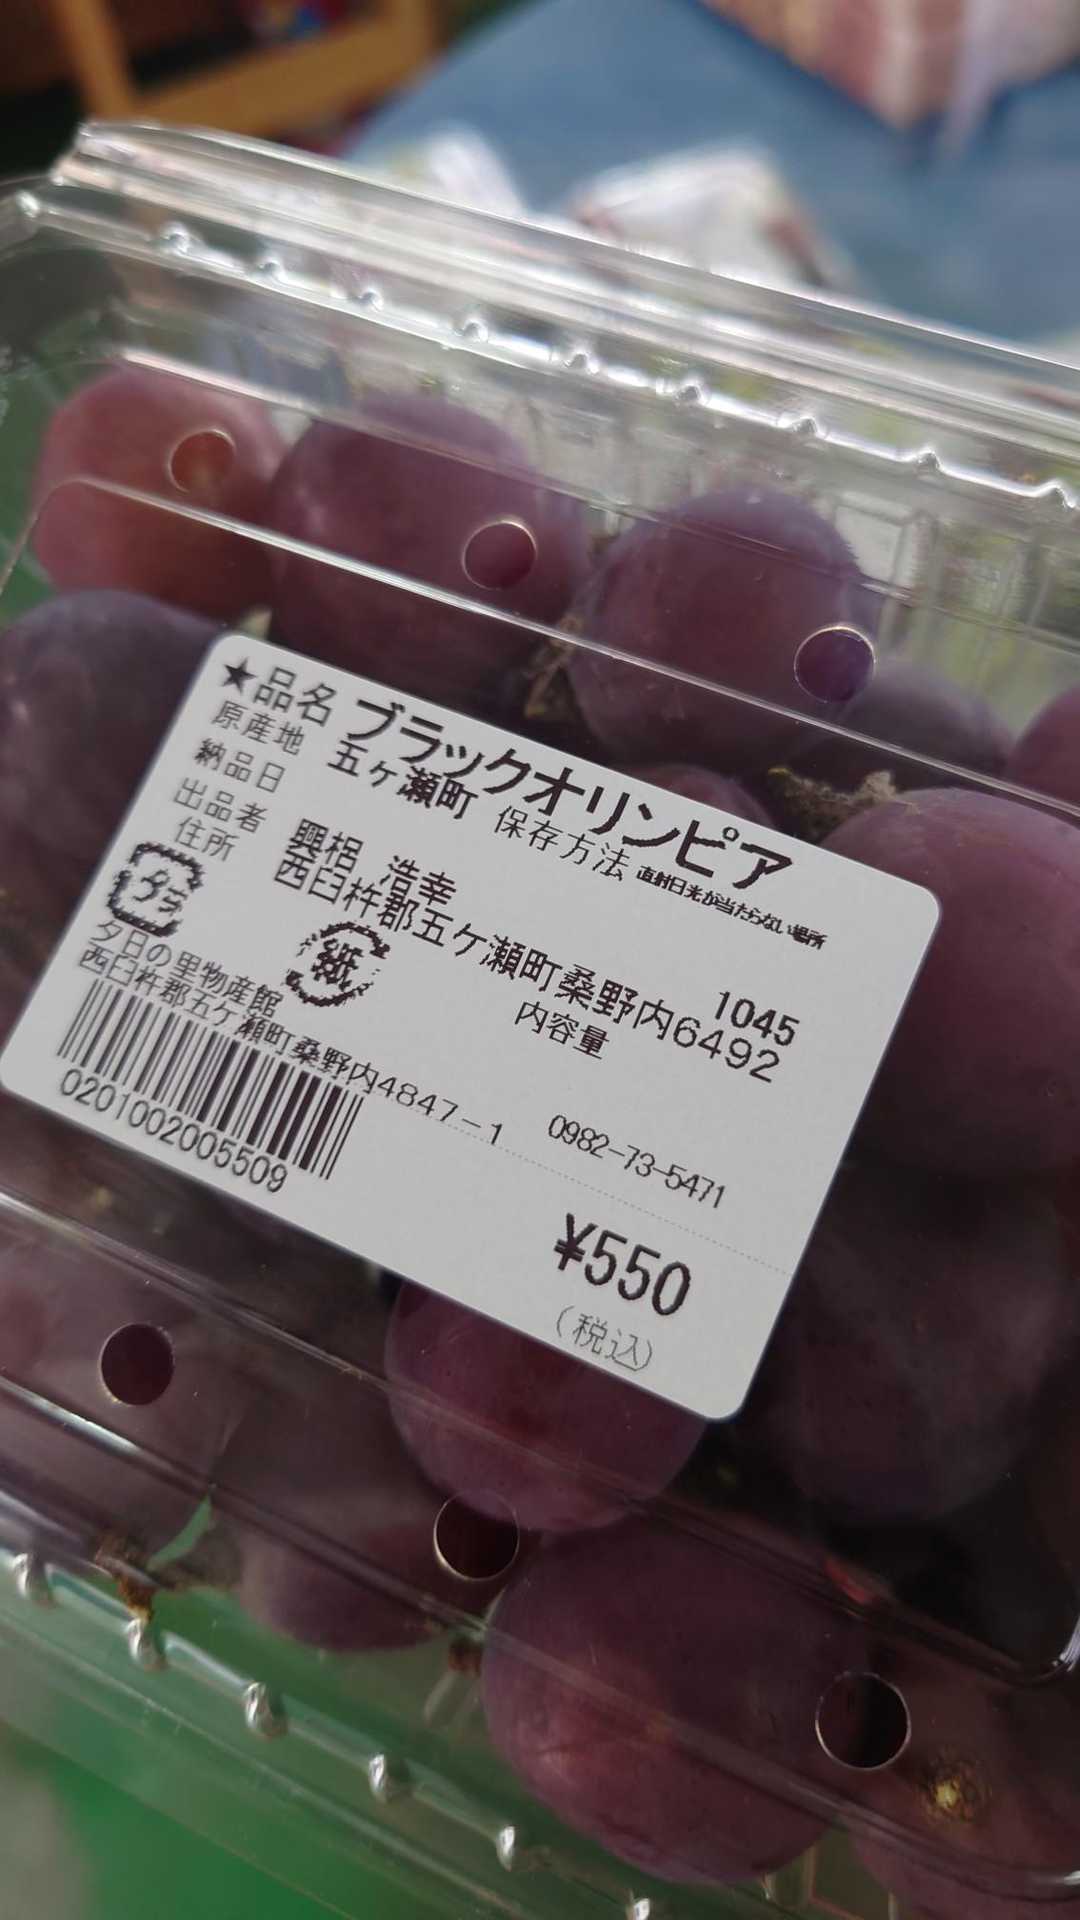 ★品名 ブラックオリンピア
原産地 五ヶ瀬町 保存方法 直射日光が当たらない場所
納品日
出品者 興梠 浩幸 1045
住所 西臼杵郡五ケ瀬町桑野内6492
プラ 紙 内容量
夕日の里物産館
西臼杵郡五ケ瀬町桑野内4847-1 0982-73-5471
0201002005509
¥550
(税込)